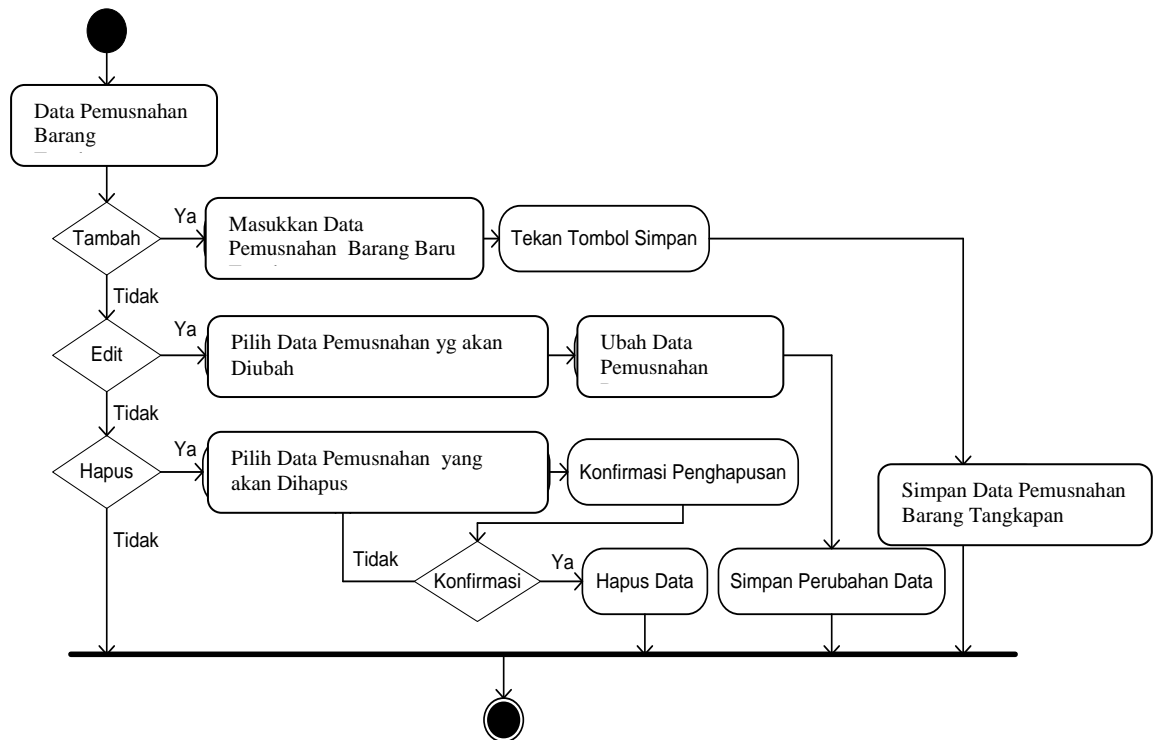 Data Pemusnahan
Barang
Tambah
Ya
Masukkan Data
Pemusnahan Barang Baru
Tekan Tombol Simpan
Tidak
Edit
Ya
Pilih Data Pemusnahan yg akan
Diubah
Ubah Data
Pemusnahan
Tidak
Hapus
Ya
Pilih Data Pemusnahan yang
akan Dihapus
Konfirmasi Penghapusan
Simpan Data Pemusnahan
Barang Tangkapan
Tidak
Tidak
Konfirmasi
Ya
Hapus Data
Simpan Perubahan Data